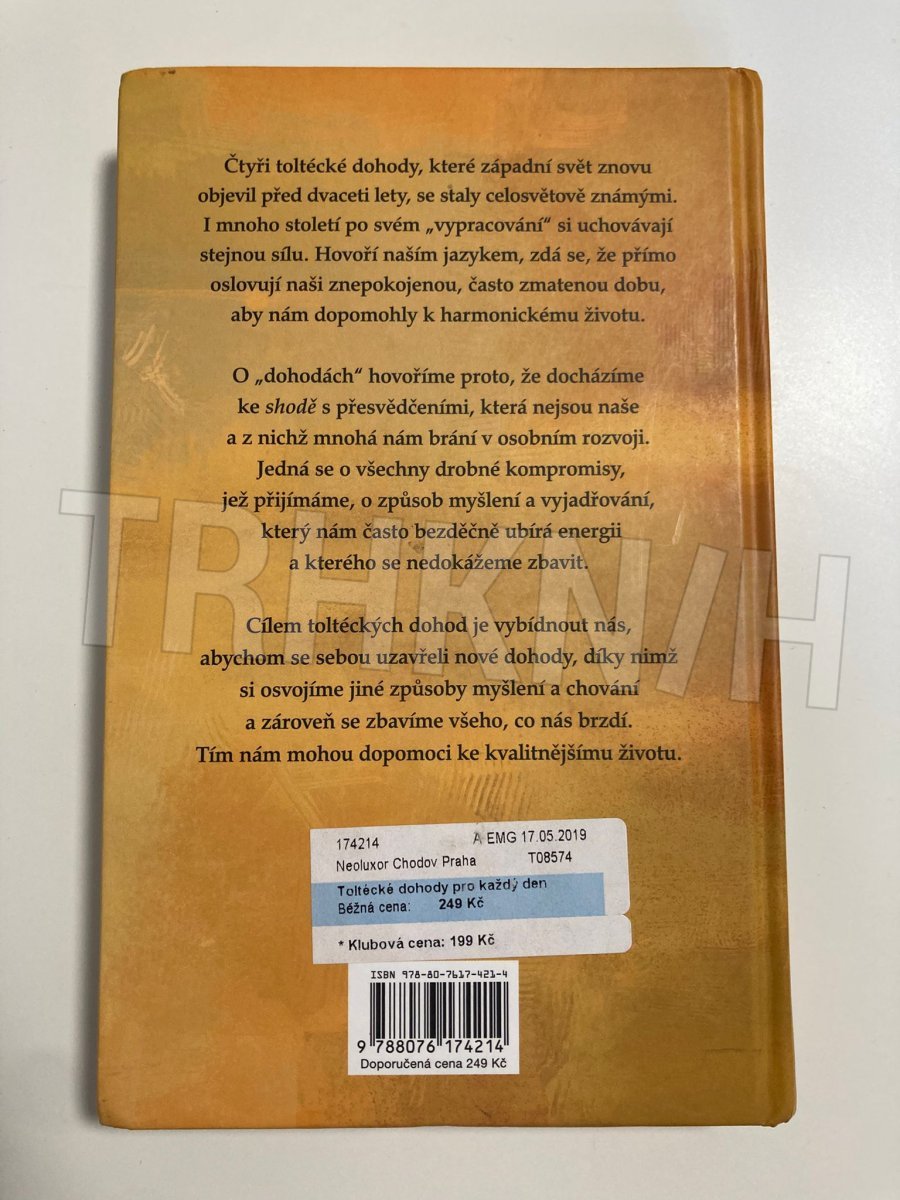 Čtyři toltécké dohody, které západní svět znovu
objevil před dvaceti lety, se staly celosvětově známými.
I mnoho století po svém „vypracování“ si uchovávají
stejnou sílu. Hovoří naším jazykem, zdá se, že přímo
oslovují naši znepokojenou, často zmatenou dobu,
aby nám dopomohly k harmonickému životu.
O „dohodách“ hovoříme proto, že docházíme
ke shodě s přesvědčeními, která nejsou naše
a z nichž mnohá nám brání v osobním rozvoji.
Jedná se o všechny drobné kompromisy,
jež přijímáme, o způsob myšlení a vyjadřování,
který nám často bezděčně ubírá energii
a kterého se nedokážeme zbavit.
TRHKNIH
Cílem toltéckých dohod je vybídnout nás,
abychom se sebou uzavřeli nové dohody, díky nimž
si osvojíme jiné způsoby myšlení a chování
a zároveň se zbavíme všeho, co nás brzdí.
Tím nám mohou dopomoci ke kvalitnějšímu životu.
174214 A EMG 17.05.2019
Neoluxor Chodov Praha T08574
Toltécké dohody pro každý den
Běžná cena: 249 Kč
* Klubová cena: 199 Kč
ISBN 978-80-7617-421-4
9 788076 174214
Doporučená cena 249 Kč